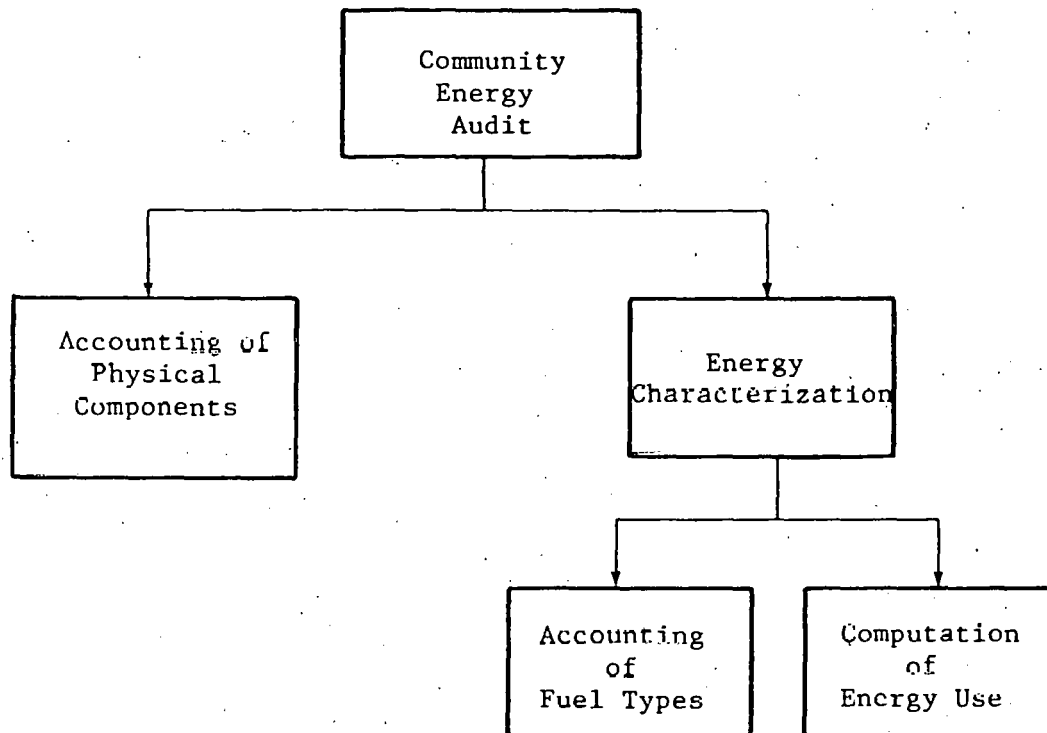 Community
Energy
Audit
Accounting of
Physical
Components
Energy
Characterization
Accounting
of
Fuel Types
Computation
of
Energy Use